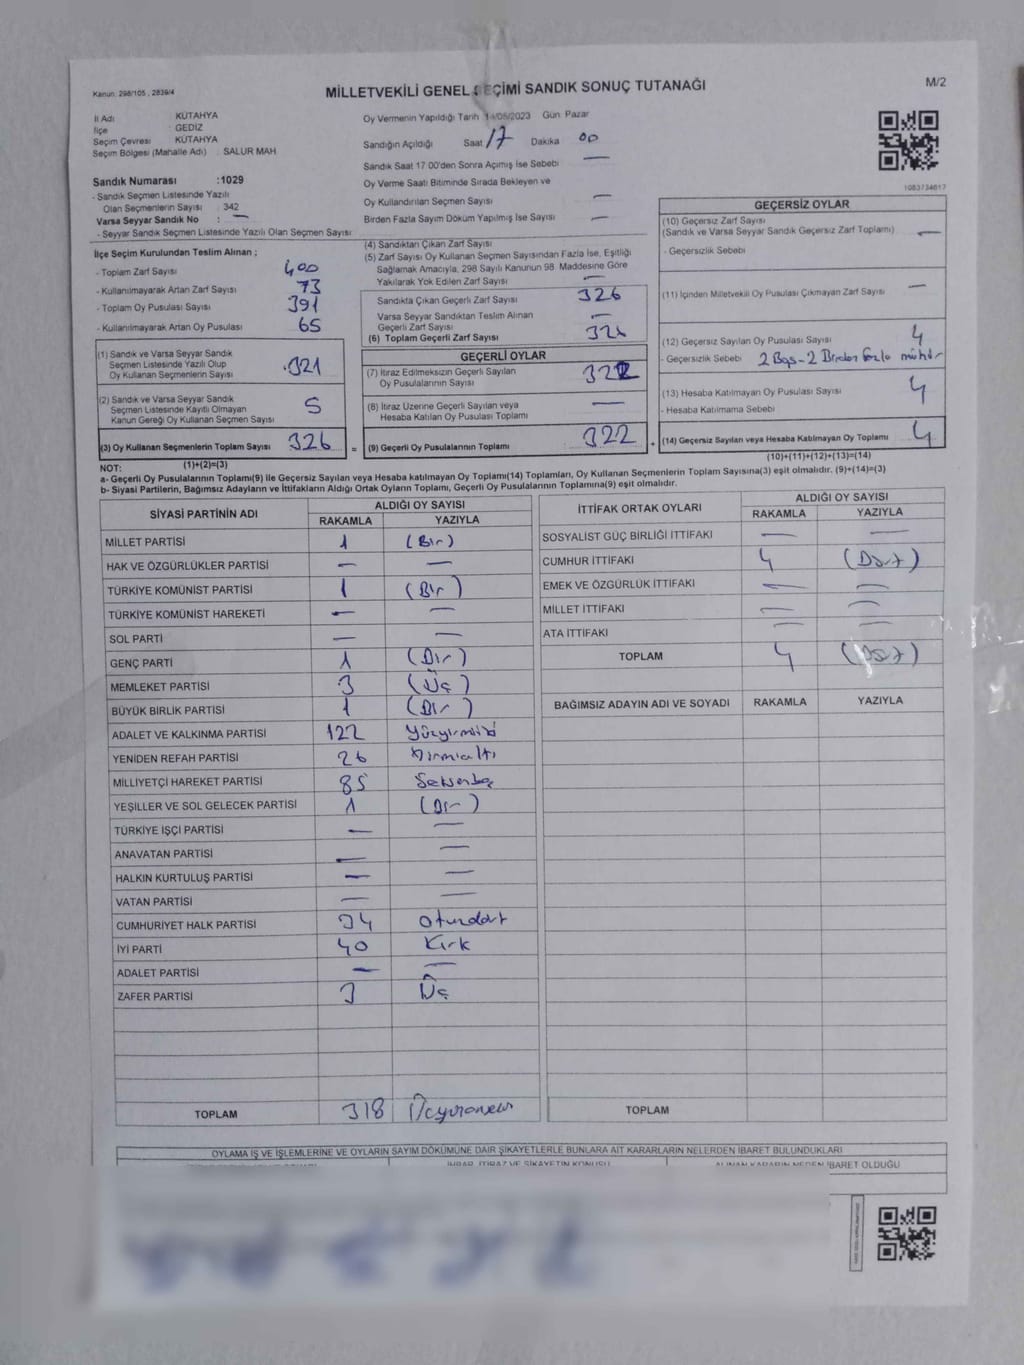 Kanun: 298/105, 2839/4
MİLLETVEKİLİ GENEL SEÇİMİ SANDIK SONUÇ TUTANAĞI
M/2
İl Adı KÜTAHYA
İlçe : GEDİZ
Seçim Çevresi KÜTAHYA
Seçim Bölgesi (Mahalle Adı) : SALUR MAH.
Sandık Numarası :1029
- Sandık Seçmen Listesinde Yazılı
Olan Seçmenlerin Sayısı : 342
Varsa Seyyar Sandık No : —
- Seyyar Sandık Seçmen Listesinde Yazılı Olan Seçmen Sayısı:
Oy Vermenin Yapıldığı Tarih 14/05/2023 Gün: Pazar
Sandığın Açıldığı Saat 17 Dakika 00
Sandık Saat 17.00'den Sonra Açılmış İse Sebebi —
Oy Verme Saati Bitiminde Sırada Bekleyen ve
Oy Kullandırılan Seçmen Sayısı —
Birden Fazla Sayım Döküm Yapılmış İse Sayısı —
1083734617
İlçe Seçim Kurulundan Teslim Alınan ;
- Toplam Zarf Sayısı 400
- Kullanılmayarak Artan Zarf Sayısı 73
- Toplam Oy Pusulası Sayısı 391
- Kullanılmayarak Artan Oy Pusulası 65
(1) Sandık ve Varsa Seyyar Sandık
Seçmen Listesinde Yazılı Olup
Oy Kullanan Seçmenlerin Sayısı 321
(2) Sandık ve Varsa Seyyar Sandık
Seçmen Listesinde Kayıtlı Olmayan
Kanun Gereği Oy Kullanan Seçmen Sayısı 5
(3) Oy Kullanan Seçmenlerin Toplam Sayısı 326 =
(1)+(2)=(3)
(4) Sandıktan Çıkan Zarf Sayısı
(5) Zarf Sayısı Oy Kullanan Seçmen Sayısından Fazla İse, Eşitliği
Sağlamak Amacıyla, 298 Sayılı Kanunun 98. Maddesine Göre
Yakılarak Yok Edilen Zarf Sayısı —
Sandıkta Çıkan Geçerli Zarf Sayısı 326
Varsa Seyyar Sandıktan Teslim Alınan
Geçerli Zarf Sayısı —
(6) Toplam Geçerli Zarf Sayısı 326
GEÇERLİ OYLAR
(7) İtiraz Edilmeksizin Geçerli Sayılan
Oy Pusulalarının Sayısı 322
(8) İtiraz Üzerine Geçerli Sayılan veya
Hesaba Katılan Oy Pusulası Toplamı —
(9) Geçerli Oy Pusulalarının Toplamı 322 +
GEÇERSİZ OYLAR
(10) Geçersiz Zarf Sayısı
(Sandık ve Varsa Seyyar Sandık Geçersiz Zarf Toplamı) —
- Geçersizlik Sebebi
(11) İçinden Milletvekili Oy Pusulası Çıkmayan Zarf Sayısı —
(12) Geçersiz Sayılan Oy Pusulası Sayısı 4
- Geçersizlik Sebebi 2 Boş-2 Birden fazla mühür
(13) Hesaba Katılmayan Oy Pusulası Sayısı 4
- Hesaba Katılmama Sebebi
(14) Geçersiz Sayılan veya Hesaba Katılmayan Oy Toplamı 4
(10)+(11)+(12)+(13)=(14)
NOT:
a- Geçerli Oy Pusulalarının Toplamı(9) ile Geçersiz Sayılan veya Hesaba katılmayan Oy Toplamı(14) Toplamları, Oy Kullanan Seçmenlerin Toplam Sayısına(3) eşit olmalıdır. (9)+(14)=(3)
b- Siyasi Partilerin, Bağımsız Adayların ve İttifakların Aldığı Ortak Oyların Toplamı, Geçerli Oy Pusulalarının Toplamına(9) eşit olmalıdır.
SİYASİ PARTİNİN ADI
ALDIĞI OY SAYISI
RAKAMLA YAZIYLA
MİLLET PARTİSİ 1 (Bir)
HAK VE ÖZGÜRLÜKLER PARTİSİ — —
TÜRKİYE KOMÜNİST PARTİSİ 1 (Bir)
TÜRKİYE KOMÜNİST HAREKETİ — —
SOL PARTİ — —
GENÇ PARTİ 1 (Bir)
MEMLEKET PARTİSİ 3 (Üç)
BÜYÜK BİRLİK PARTİSİ 1 (Bir)
ADALET VE KALKINMA PARTİSİ 122 Yüzyirmiiki
YENİDEN REFAH PARTİSİ 26 Yirmialtı
MİLLİYETÇİ HAREKET PARTİSİ 85 Seksenbeş
YEŞİLLER VE SOL GELECEK PARTİSİ 1 (Bir)
TÜRKİYE İŞÇİ PARTİSİ — —
ANAVATAN PARTİSİ — —
HALKIN KURTULUŞ PARTİSİ — —
VATAN PARTİSİ — —
CUMHURİYET HALK PARTİSİ 34 Otuzdört
İYİ PARTİ 40 Kırk
ADALET PARTİSİ — —
ZAFER PARTİSİ 3 Üç
TOPLAM 318 Üçyüzonsekiz
İTTİFAK ORTAK OYLARI
ALDIĞI OY SAYISI
RAKAMLA YAZIYLA
SOSYALİST GÜÇ BİRLİĞİ İTTİFAKI — —
CUMHUR İTTİFAKI 4 (Dört)
EMEK VE ÖZGÜRLÜK İTTİFAKI — —
MİLLET İTTİFAKI — —
ATA İTTİFAKI — —
TOPLAM 4 (Dört)
BAĞIMSIZ ADAYIN ADI VE SOYADI RAKAMLA YAZIYLA
TOPLAM
OYLAMA İŞ VE İŞLEMLERİNE VE OYLARIN SAYIM DÖKÜMÜNE DAİR ŞİKAYETLERLE BUNLARA AİT KARARLARIN NELERDEN İBARET BULUNDUKLARI
İHBAR, İTİRAZ VE ŞİKAYETİN KONUSU
ALINAN KARARIN NEDEN İBARET OLDUĞU